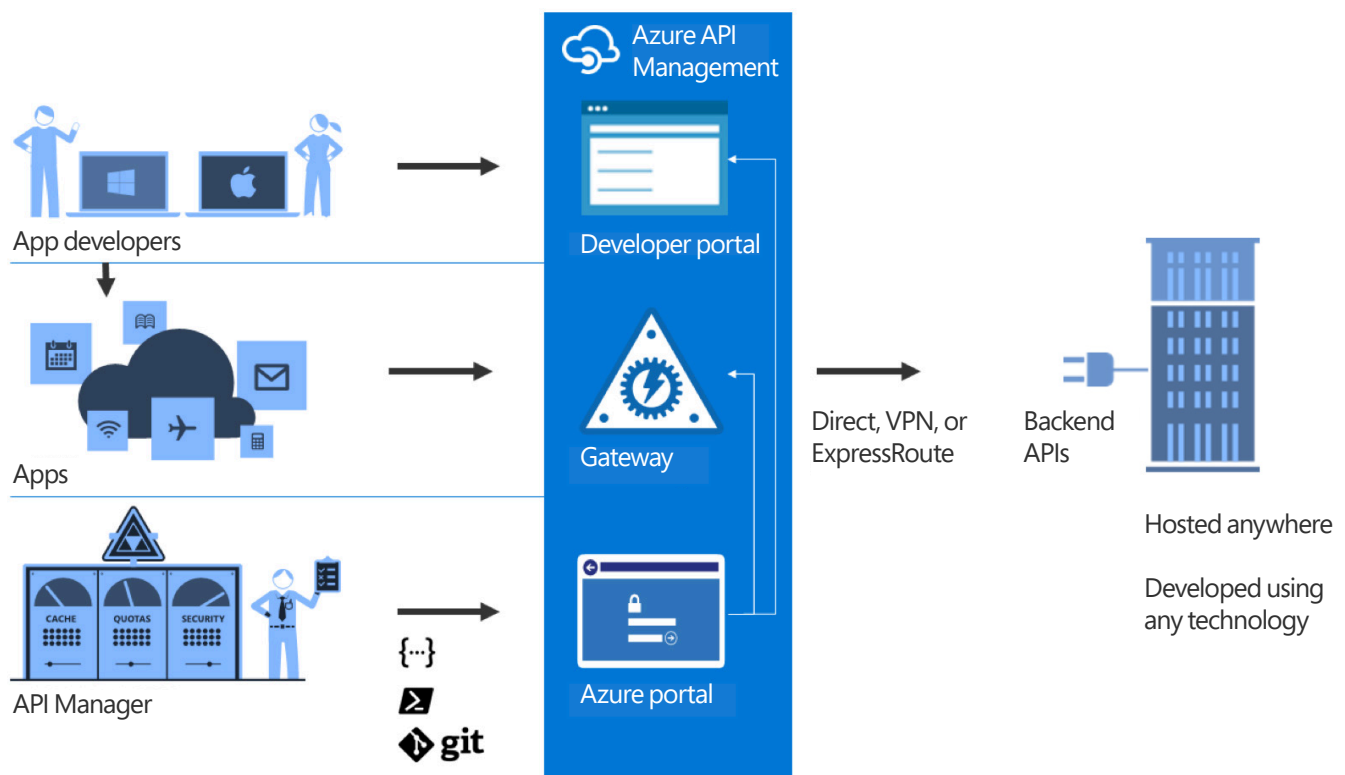 Azure API
Management
App developers
Developer portal
Apps
Gateway
Direct, VPN, or
ExpressRoute
Backend
APIs
Hosted anywhere
Developed using
any technology
CACHE
QUOTAS
SECURITY
API Manager
{...}
git
Azure portal